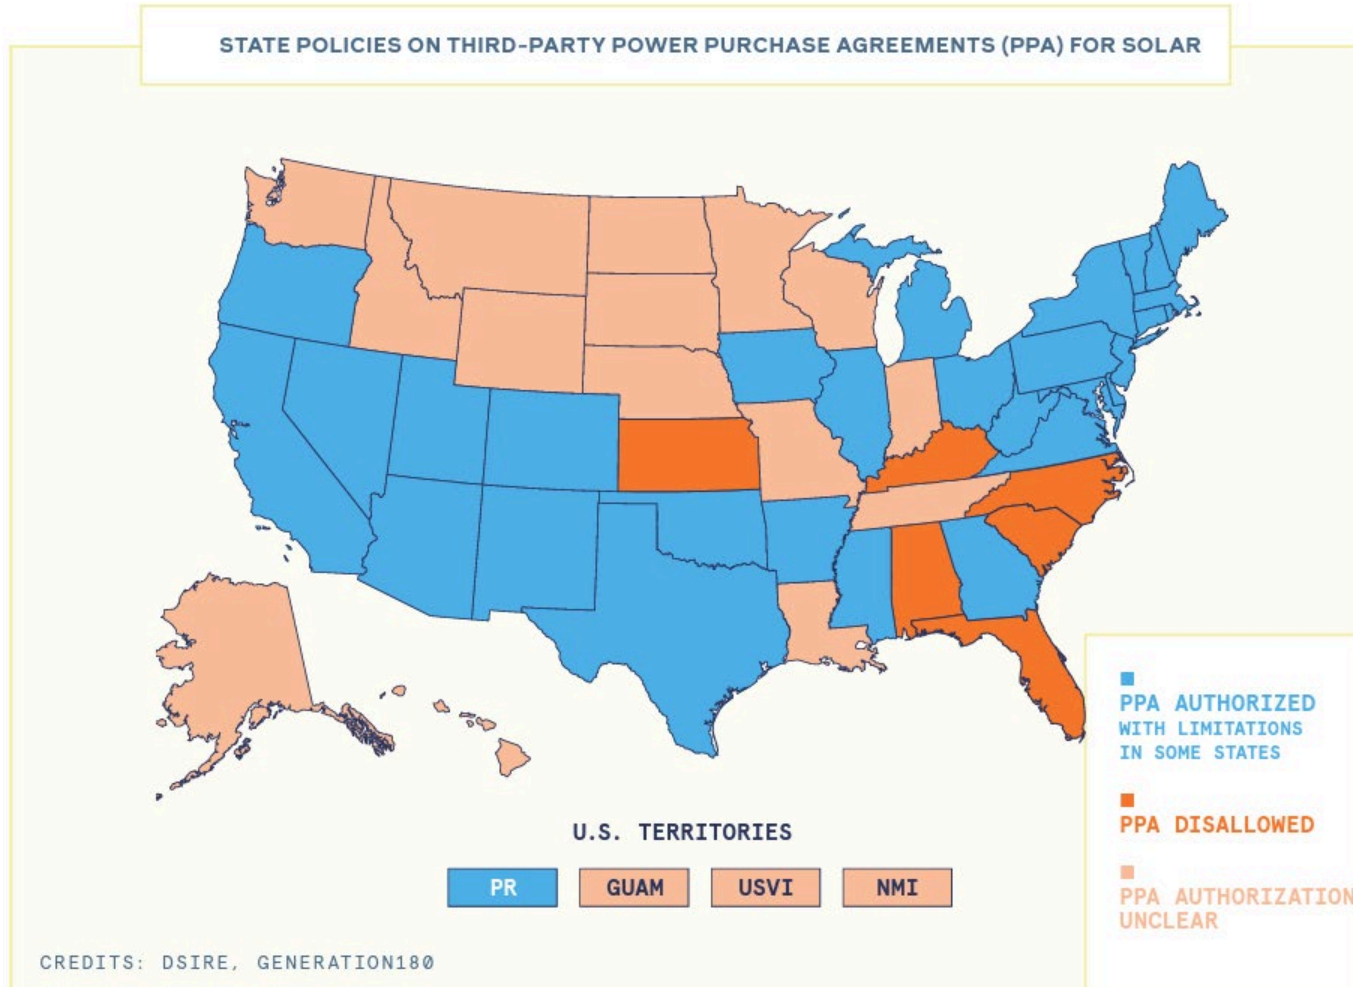 STATE POLICIES ON THIRD-PARTY POWER PURCHASE AGREEMENTS (PPA) FOR SOLAR
PPA AUTHORIZED
WITH LIMITATIONS
IN SOME STATES
PPA DISALLOWED
PPA AUTHORIZATION
UNCLEAR
U.S. TERRITORIES
PR
GUAM
USVI
NMI
CREDITS: DSIRE, GENERATION180